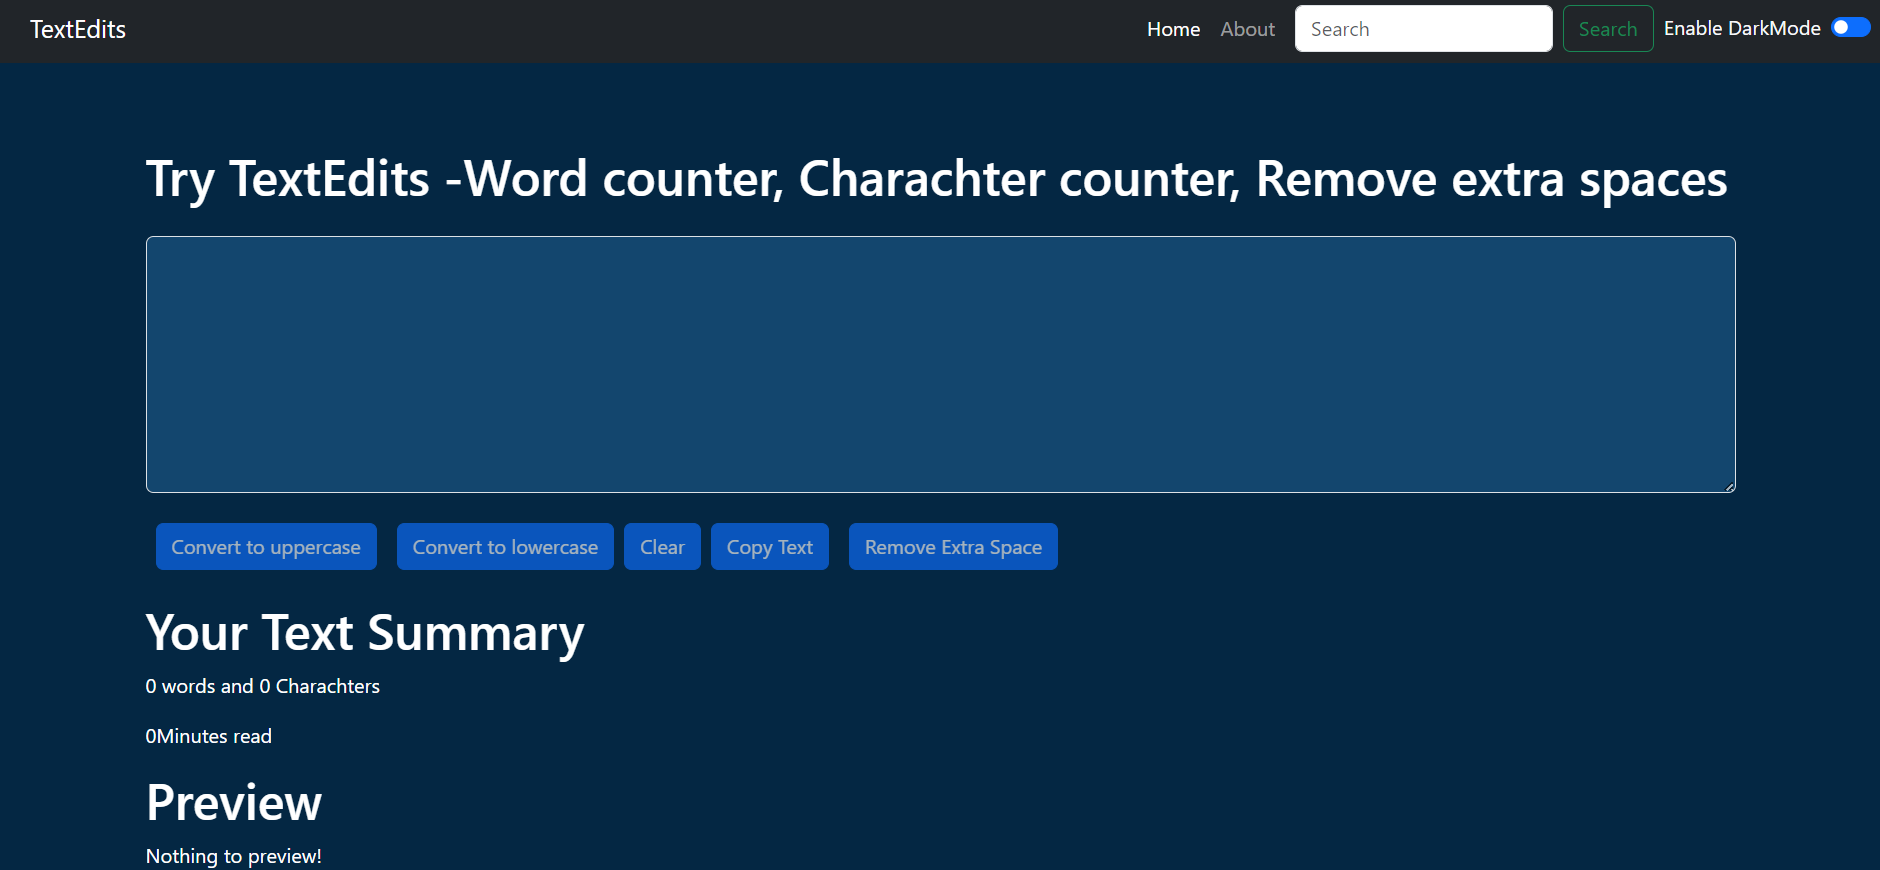 TextEdits Home About Search Search Enable DarkMode
Try TextEdits -Word counter, Charachter counter, Remove extra spaces
Convert to uppercase Convert to lowercase Clear Copy Text Remove Extra Space
Your Text Summary
0 words and 0 Charachters
0Minutes read
Preview
Nothing to preview!